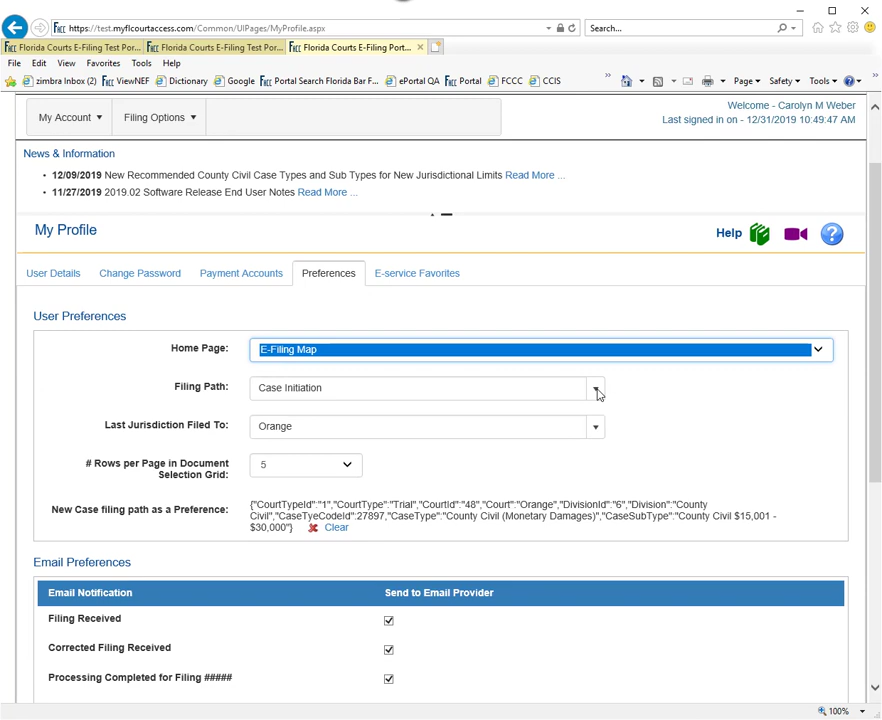 https://test.myflcourtaccess.com/Common/UIPages/MyProfile.aspx
Search...
Florida Courts E-Filing Test Por...
Florida Courts E-Filing Test Por...
Florida Courts E-Filing Port...
File Edit View Favorites Tools Help
zimbra Inbox (2) ViewNEF Dictionary Google Portal Search Florida Bar F... ePortal QA FCCC Portal FCCC CCIS
Page Safety Tools
My Account Filing Options
Welcome - Carolyn M Weber
Last signed in on - 12/31/2019 10:49:47 AM
News & Information
• 12/09/2019 New Recommended County Civil Case Types and Sub Types for New Jurisdictional Limits Read More ...
• 11/27/2019 2019.02 Software Release End User Notes Read More ...
My Profile
Help
User Details Change Password Payment Accounts Preferences E-service Favorites
User Preferences
Home Page: E-Filing Map
Filing Path: Case Initiation
Last Jurisdiction Filed To: Orange
# Rows per Page in Document
Selection Grid:
5
New Case filing path as a Preference:
{"CourtTypeId":"1","CourtType":"Trial","CourtId":"48","Court":"Orange","DivisionId":"6","Division":"County
Civil","CaseTyeCodeId":27897,"CaseType":"County Civil (Monetary Damages)","CaseSubType":"County Civil $15,001 -
$30,000"} Clear
Email Preferences
Email Notification Send to Email Provider
Filing Received
Corrected Filing Received
Processing Completed for Filing #####
100%